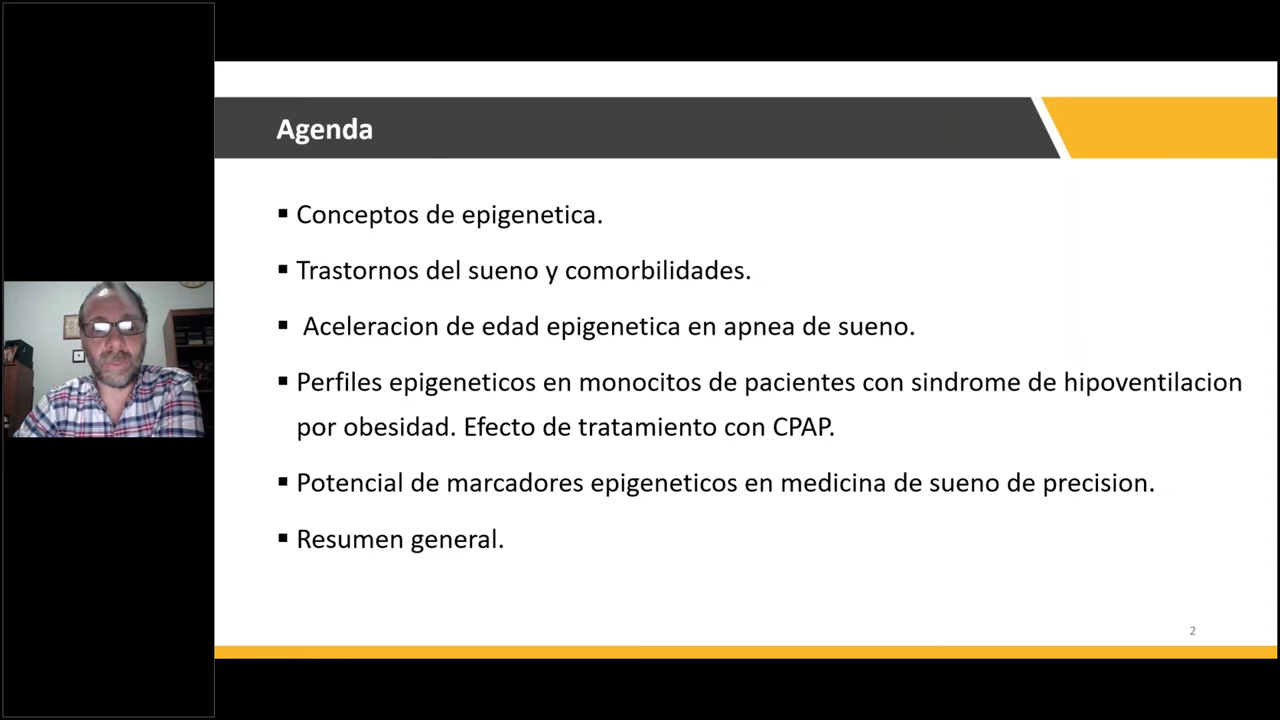 Agenda
▪ Conceptos de epigenetica.
▪ Trastornos del sueno y comorbilidades.
▪ Aceleracion de edad epigenetica en apnea de sueno.
▪ Perfiles epigeneticos en monocitos de pacientes con sindrome de hipoventilacion
por obesidad. Efecto de tratamiento con CPAP.
▪ Potencial de marcadores epigeneticos en medicina de sueno de precision.
▪ Resumen general.
2